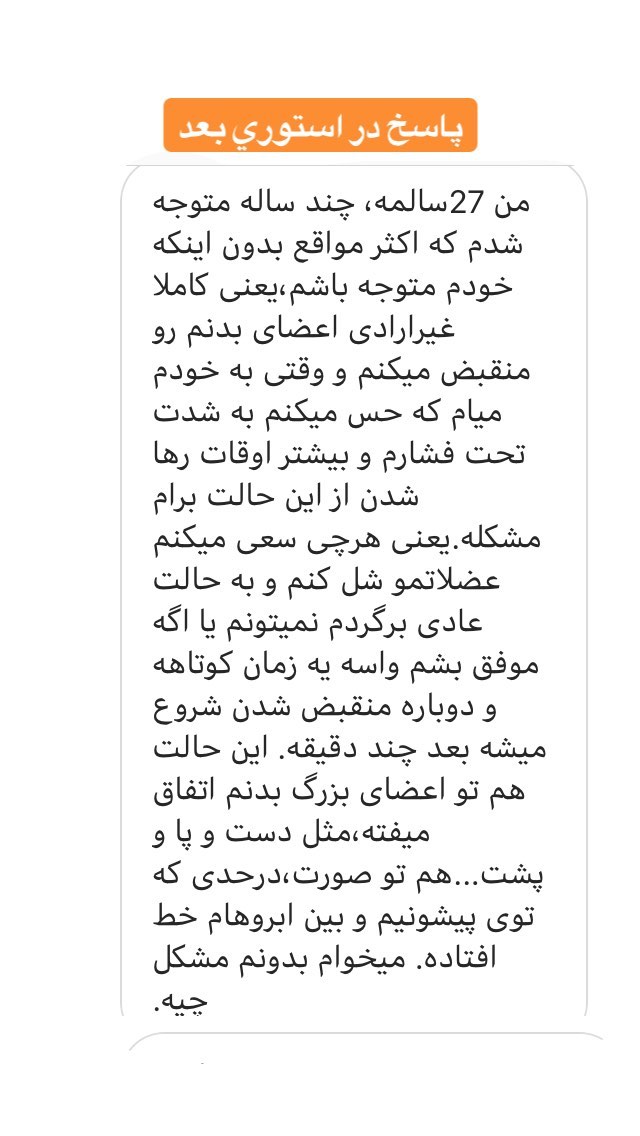 پاسخ در استوري بعد
من 27سالمه، چند ساله متوجه
شدم که اکثر مواقع بدون اینکه
خودم متوجه باشم،یعنی کاملا
غیرارادی اعضای بدنم رو
منقبض میکنم و وقتی به خودم
میام که حس میکنم به شدت
تحت فشارم و بیشتر اوقات رها
شدن از این حالت برام
مشکله.یعنی هرچی سعی میکنم
عضلاتمو شل کنم و به حالت
عادی برگردم نمیتونم یا اگه
موفق بشم واسه یه زمان کوتاهه
و دوباره منقبض شدن شروع
میشه بعد چند دقیقه. این حالت
هم تو اعضای بزرگ بدنم اتفاق
میفته،مثل دست و پا و
پشت...هم تو صورت،درحدی که
توی پیشونیم و بین ابروهام خط
افتاده. میخوام بدونم مشکل
چیه.